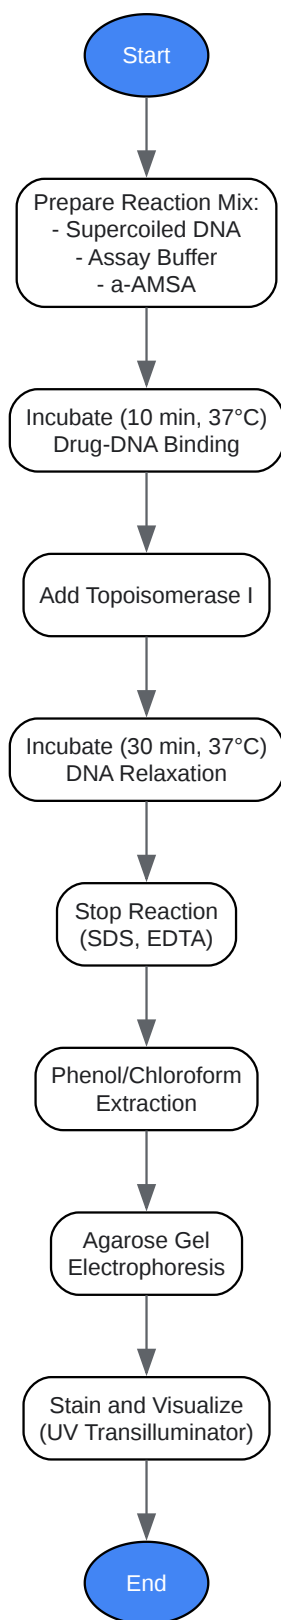 Start
Prepare Reaction Mix:
- Supercoiled DNA
- Assay Buffer
- a-AMSA
Incubate (10 min, 37°C)
Drug-DNA Binding
Add Topoisomerase I
Incubate (30 min, 37°C)
DNA Relaxation
Stop Reaction
(SDS, EDTA)
Phenol/Chloroform
Extraction
Agarose Gel
Electrophoresis
Stain and Visualize
(UV Transilluminator)
End